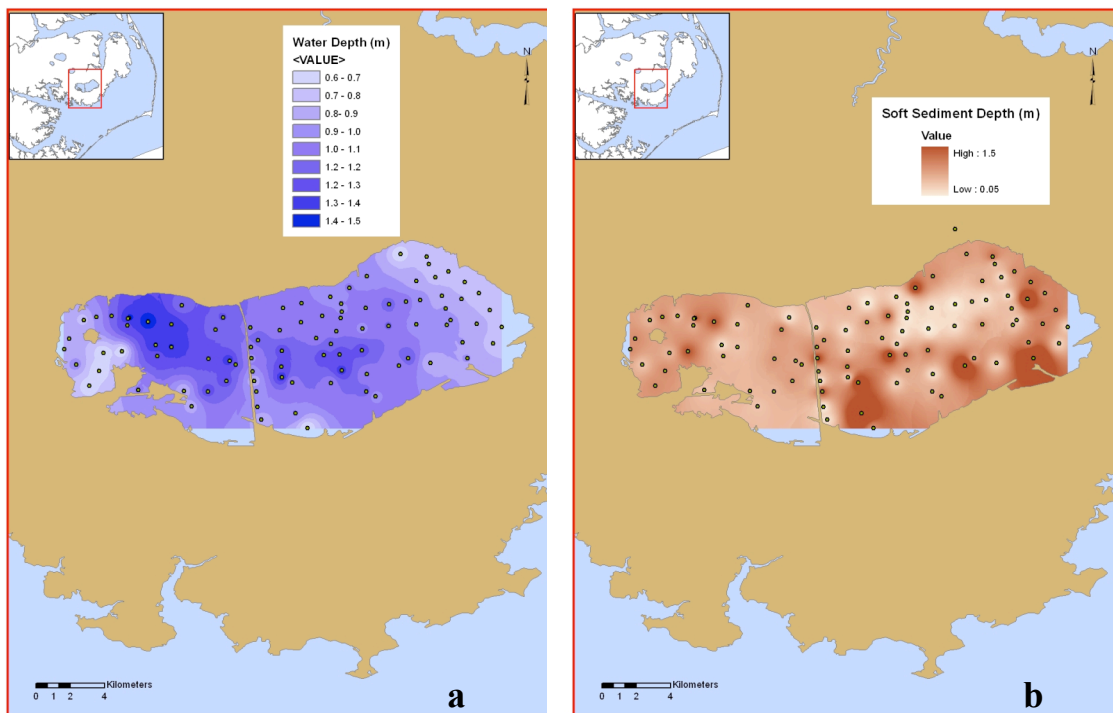 Water Depth (m)
<VALUE>
0.6 - 0.7
0.7 - 0.8
0.8- 0.9
0.9 - 1.0
1.0 - 1.1
1.2 - 1.2
1.2 - 1.3
1.3 - 1.4
1.4 - 1.5
N
Kilometers
0 1 2 4
a
N
Soft Sediment Depth (m)
Value
High : 1.5
Low : 0.05
Kilometers
0 1 2 4
b